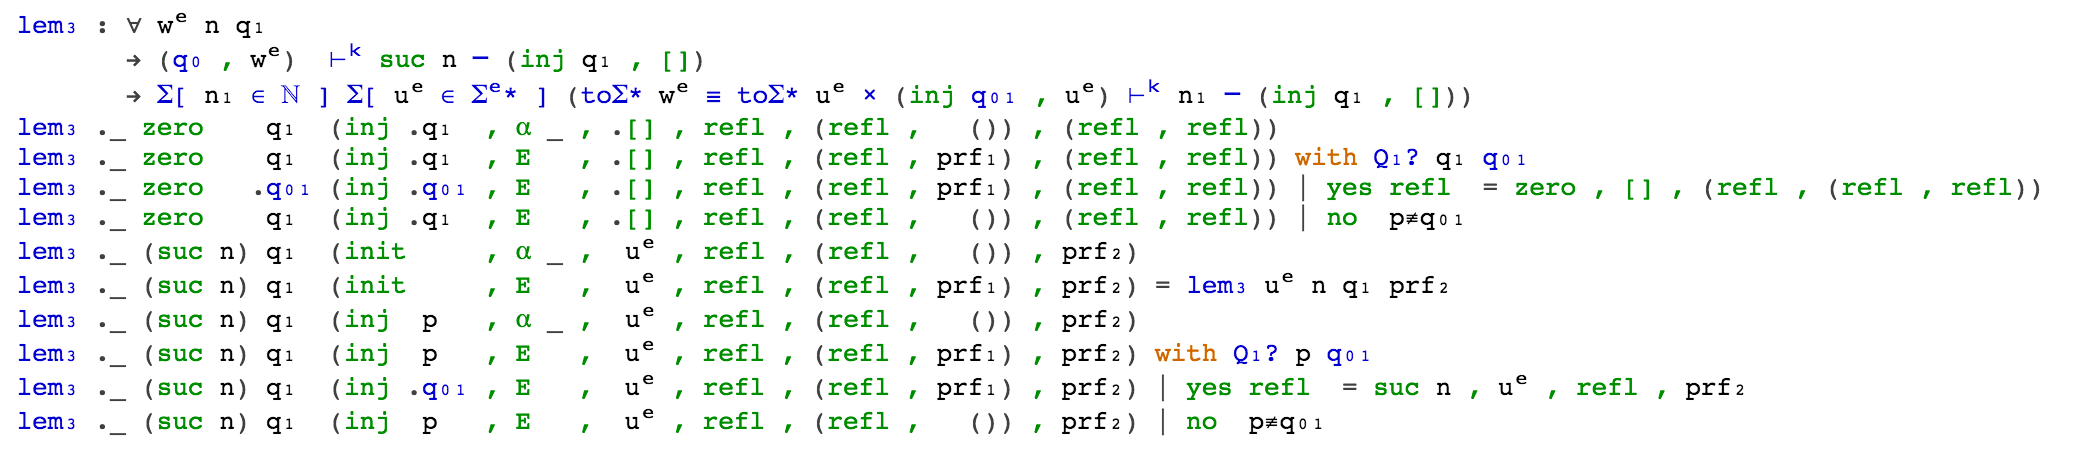 lem₃ : ∀ wᵉ n q₁
→ (q₀ , wᵉ) ⊢ᵏ suc n ─ (inj q₁ , [])
→ Σ[ n₁ ∈ ℕ ] Σ[ uᵉ ∈ Σᵉ* ] (toΣ* wᵉ ≡ toΣ* uᵉ × (inj q₀₁ , uᵉ) ⊢ᵏ n₁ ─ (inj q₁ , []))
lem₃ ._ zero q₁ (inj .q₁ , α _ , .[] , refl , (refl , ()) , (refl , refl))
lem₃ ._ zero q₁ (inj .q₁ , E , .[] , refl , (refl , prf₁) , (refl , refl)) with Q₁? q₁ q₀₁
lem₃ ._ zero .q₀₁ (inj .q₀₁ , E , .[] , refl , (refl , prf₁) , (refl , refl)) | yes refl = zero , [] , (refl , (refl , refl))
lem₃ ._ zero q₁ (inj .q₁ , E , .[] , refl , (refl , ()) , (refl , refl)) | no p≢q₀₁
lem₃ ._ (suc n) q₁ (init , α _ , uᵉ , refl , (refl , ()) , prf₂)
lem₃ ._ (suc n) q₁ (init , E , uᵉ , refl , (refl , prf₁) , prf₂) = lem₃ uᵉ n q₁ prf₂
lem₃ ._ (suc n) q₁ (inj p , α _ , uᵉ , refl , (refl , ()) , prf₂)
lem₃ ._ (suc n) q₁ (inj p , E , uᵉ , refl , (refl , prf₁) , prf₂) with Q₁? p q₀₁
lem₃ ._ (suc n) q₁ (inj .q₀₁ , E , uᵉ , refl , (refl , prf₁) , prf₂) | yes refl = suc n , uᵉ , refl , prf₂
lem₃ ._ (suc n) q₁ (inj p , E , uᵉ , refl , (refl , ()) , prf₂) | no p≢q₀₁